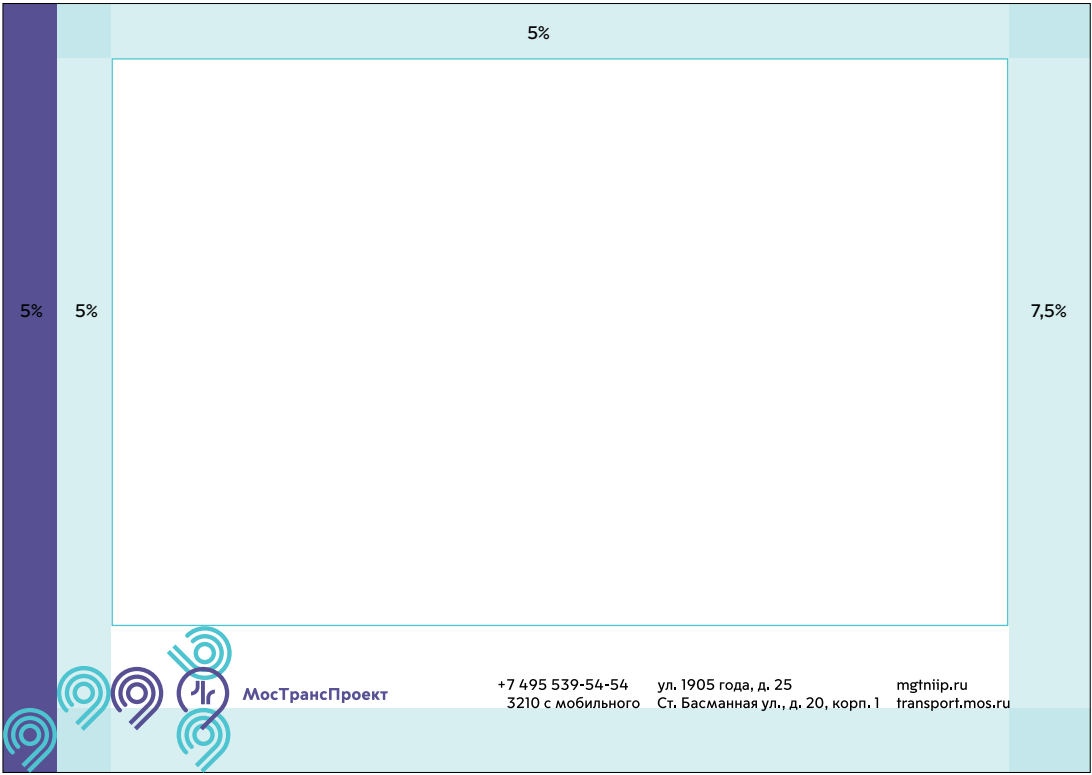 5%
5%
5%
7,5%
МосТрансПроект
+7 495 539-54-54
3210 с мобильного
ул. 1905 года, д. 25
Ст. Басманная ул., д. 20, корп. 1
mgtniip.ru
transport.mos.ru